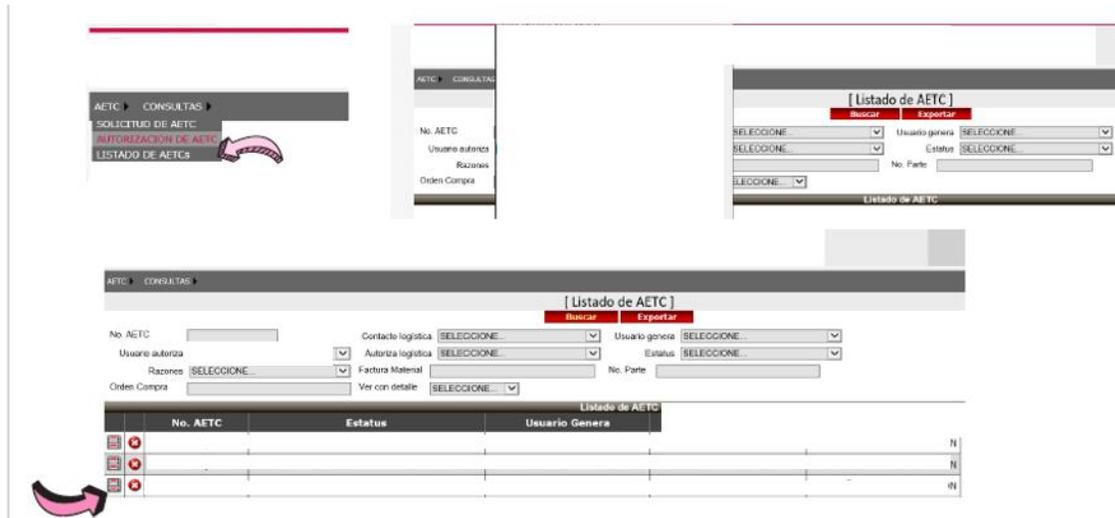 AETC CONSULTAS
SOLICITUD DE AETC
AUTORIZACION DE AETC
LISTADO DE AETCs
AETC CONSULTAS
No. AETC
Usuario autoriza
Razones
Orden Compra
[ Listado de AETC ]
Buscar Exportar
SELECCIONE... Usuario genera SELECCIONE...
SELECCIONE... Estatus SELECCIONE...
No. Parte
SELECCIONE...
Listado de AETC
AETC CONSULTAS
[ Listado de AETC ]
Buscar Exportar
No. AETC Contacto logística SELECCIONE... Usuario genera SELECCIONE...
Usuario autoriza Autoriza logística SELECCIONE... Estatus SELECCIONE...
Razones SELECCIONE... Factura Material No. Parte
Orden Compra Ver con detalle SELECCIONE...
Listado de AETC
No. AETC Estatus Usuario Genera
N
N
N